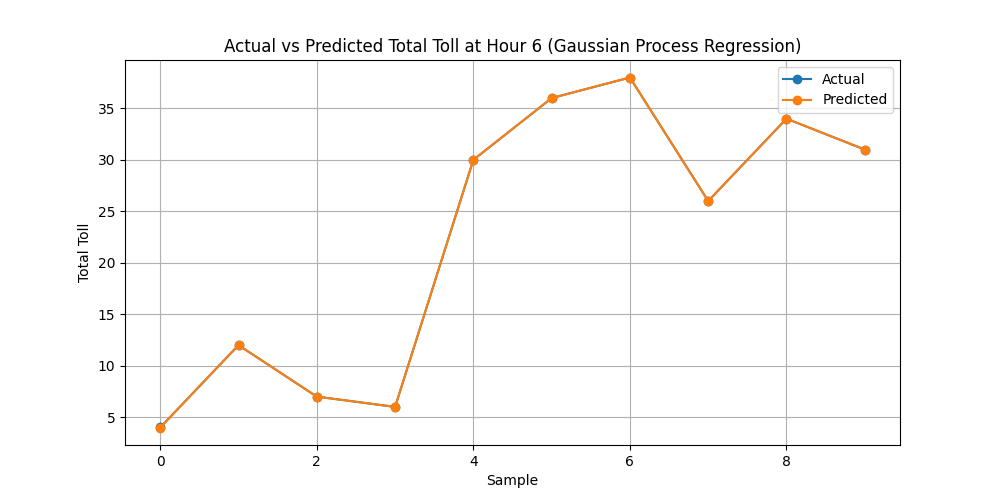 Actual vs Predicted Total Toll at Hour 6 (Gaussian Process Regression)
Actual
Predicted
35
30
25
20
15
10
5
Total Toll
0 2 4 6 8
Sample